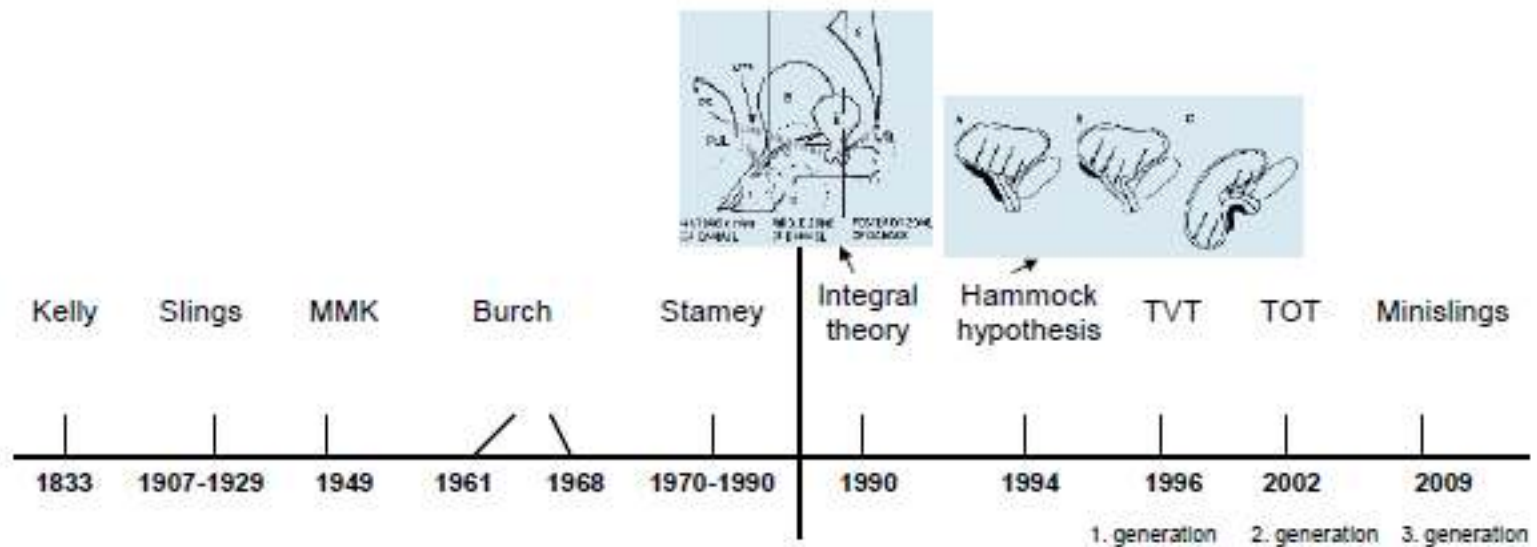 A
B
C
Kelly
Slings
MMK
Burch
Stamey
Integral
theory
Hammock
hypothesis
TVT
TOT
Minislings
1833
1907-1929
1949
1961
1968
1970-1990
1990
1994
1996
2002
2009
1. generation
2. generation
3. generation